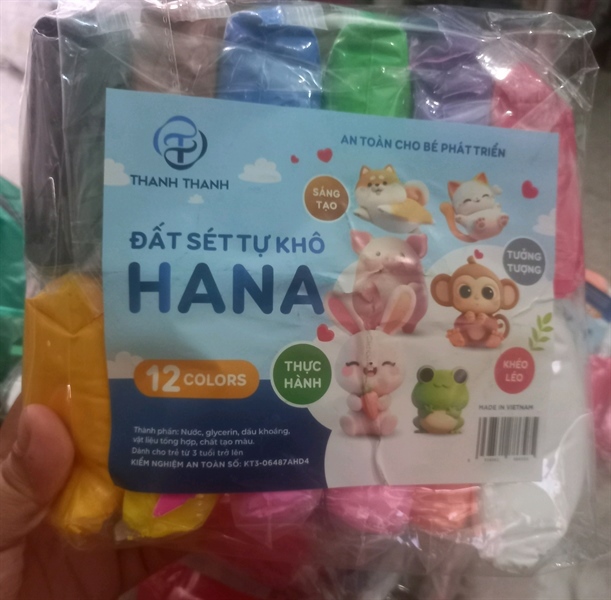 THANH THANH
AN TOÀN CHO BÉ PHÁT TRIỂN
SÁNG
TẠO
ĐẤT SÉT TỰ KHÔ
HANA
TƯỞNG
TƯỢNG
12 COLORS
THỰC
HÀNH
KHÉO
LÉO
MADE IN VIETNAM
Thành phần: Nước, glycerin, dầu khoáng,
vật liệu tổng hợp, chất tạo màu.
Dành cho trẻ từ 3 tuổi trở lên
KIỂM NGHIỆM AN TOÀN SỐ: KT3-06487AHD4